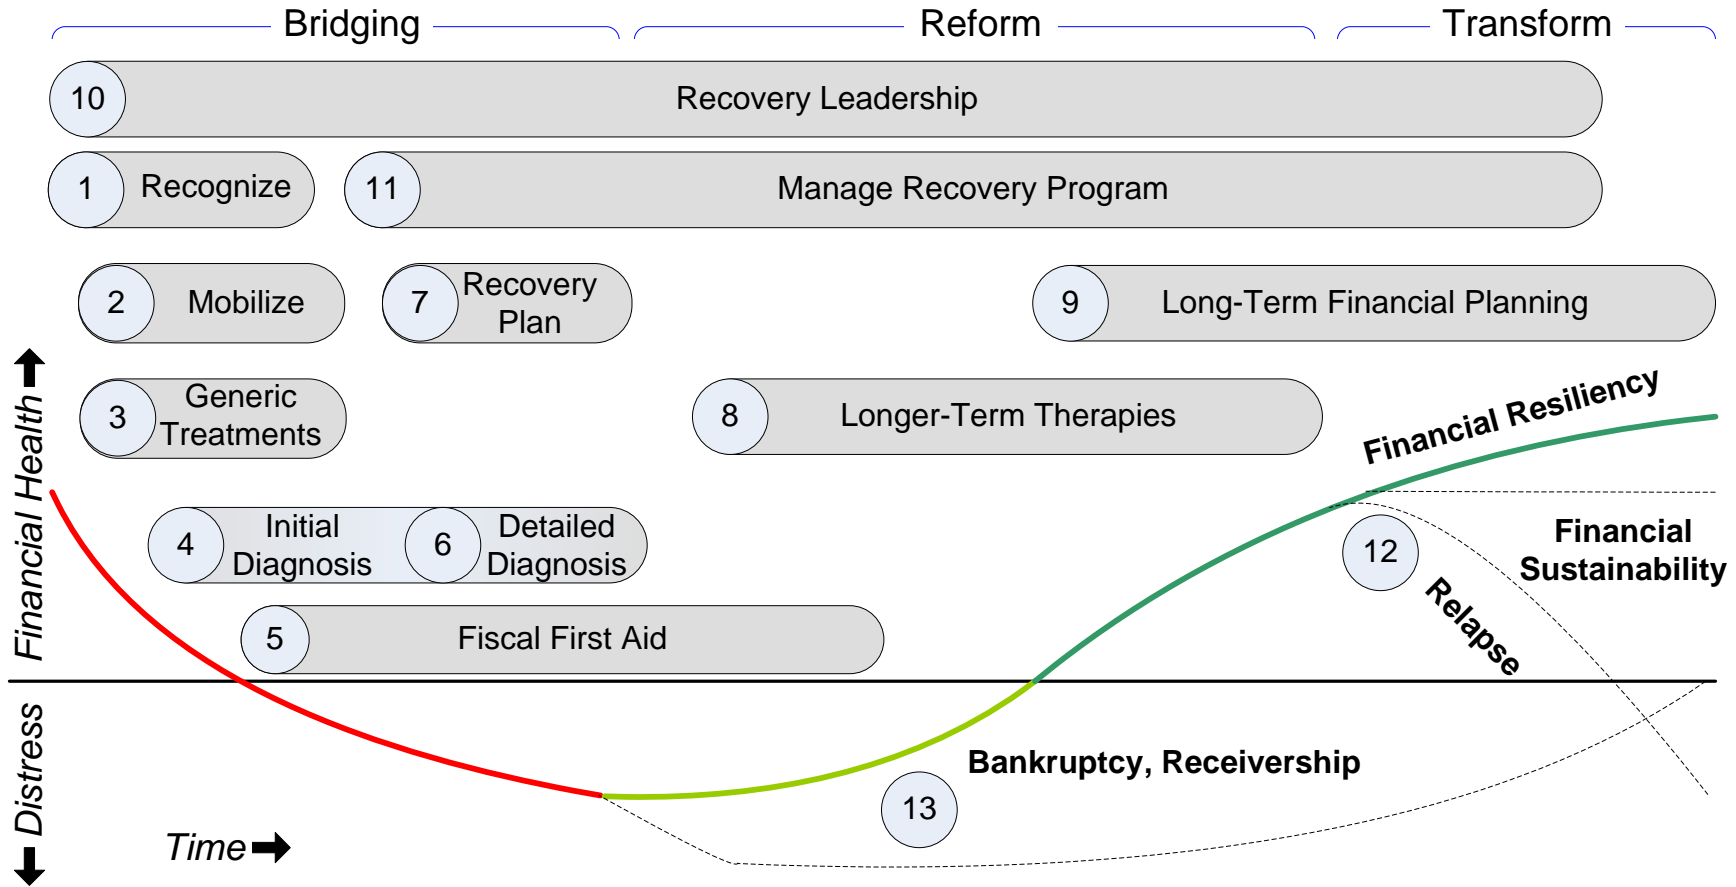 Bridging
Reform
Transform
10
Recovery Leadership
1
Recognize
11
Manage Recovery Program
2
Mobilize
7
Recovery
Plan
9
Long-Term Financial Planning
3
Generic
Treatments
8
Longer-Term Therapies
Financial Resiliency
Financial Health
4
Initial
Diagnosis
6
Detailed
Diagnosis
12
Financial
Sustainability
Relapse
5
Fiscal First Aid
Distress
Bankruptcy, Receivership
13
Time